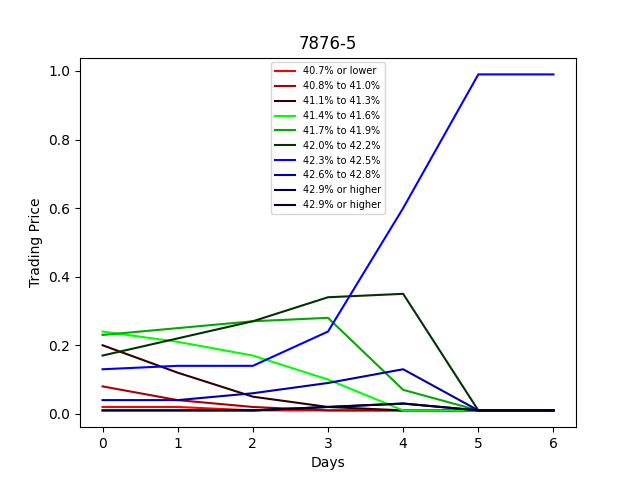 7876-5
1.0
0.8
0.6
0.4
0.2
0.0
Trading Price
40.7% or lower
40.8% to 41.0%
41.1% to 41.3%
41.4% to 41.6%
41.7% to 41.9%
42.0% to 42.2%
42.3% to 42.5%
42.6% to 42.8%
42.9% or higher
42.9% or higher
0 1 2 3 4 5 6
Days